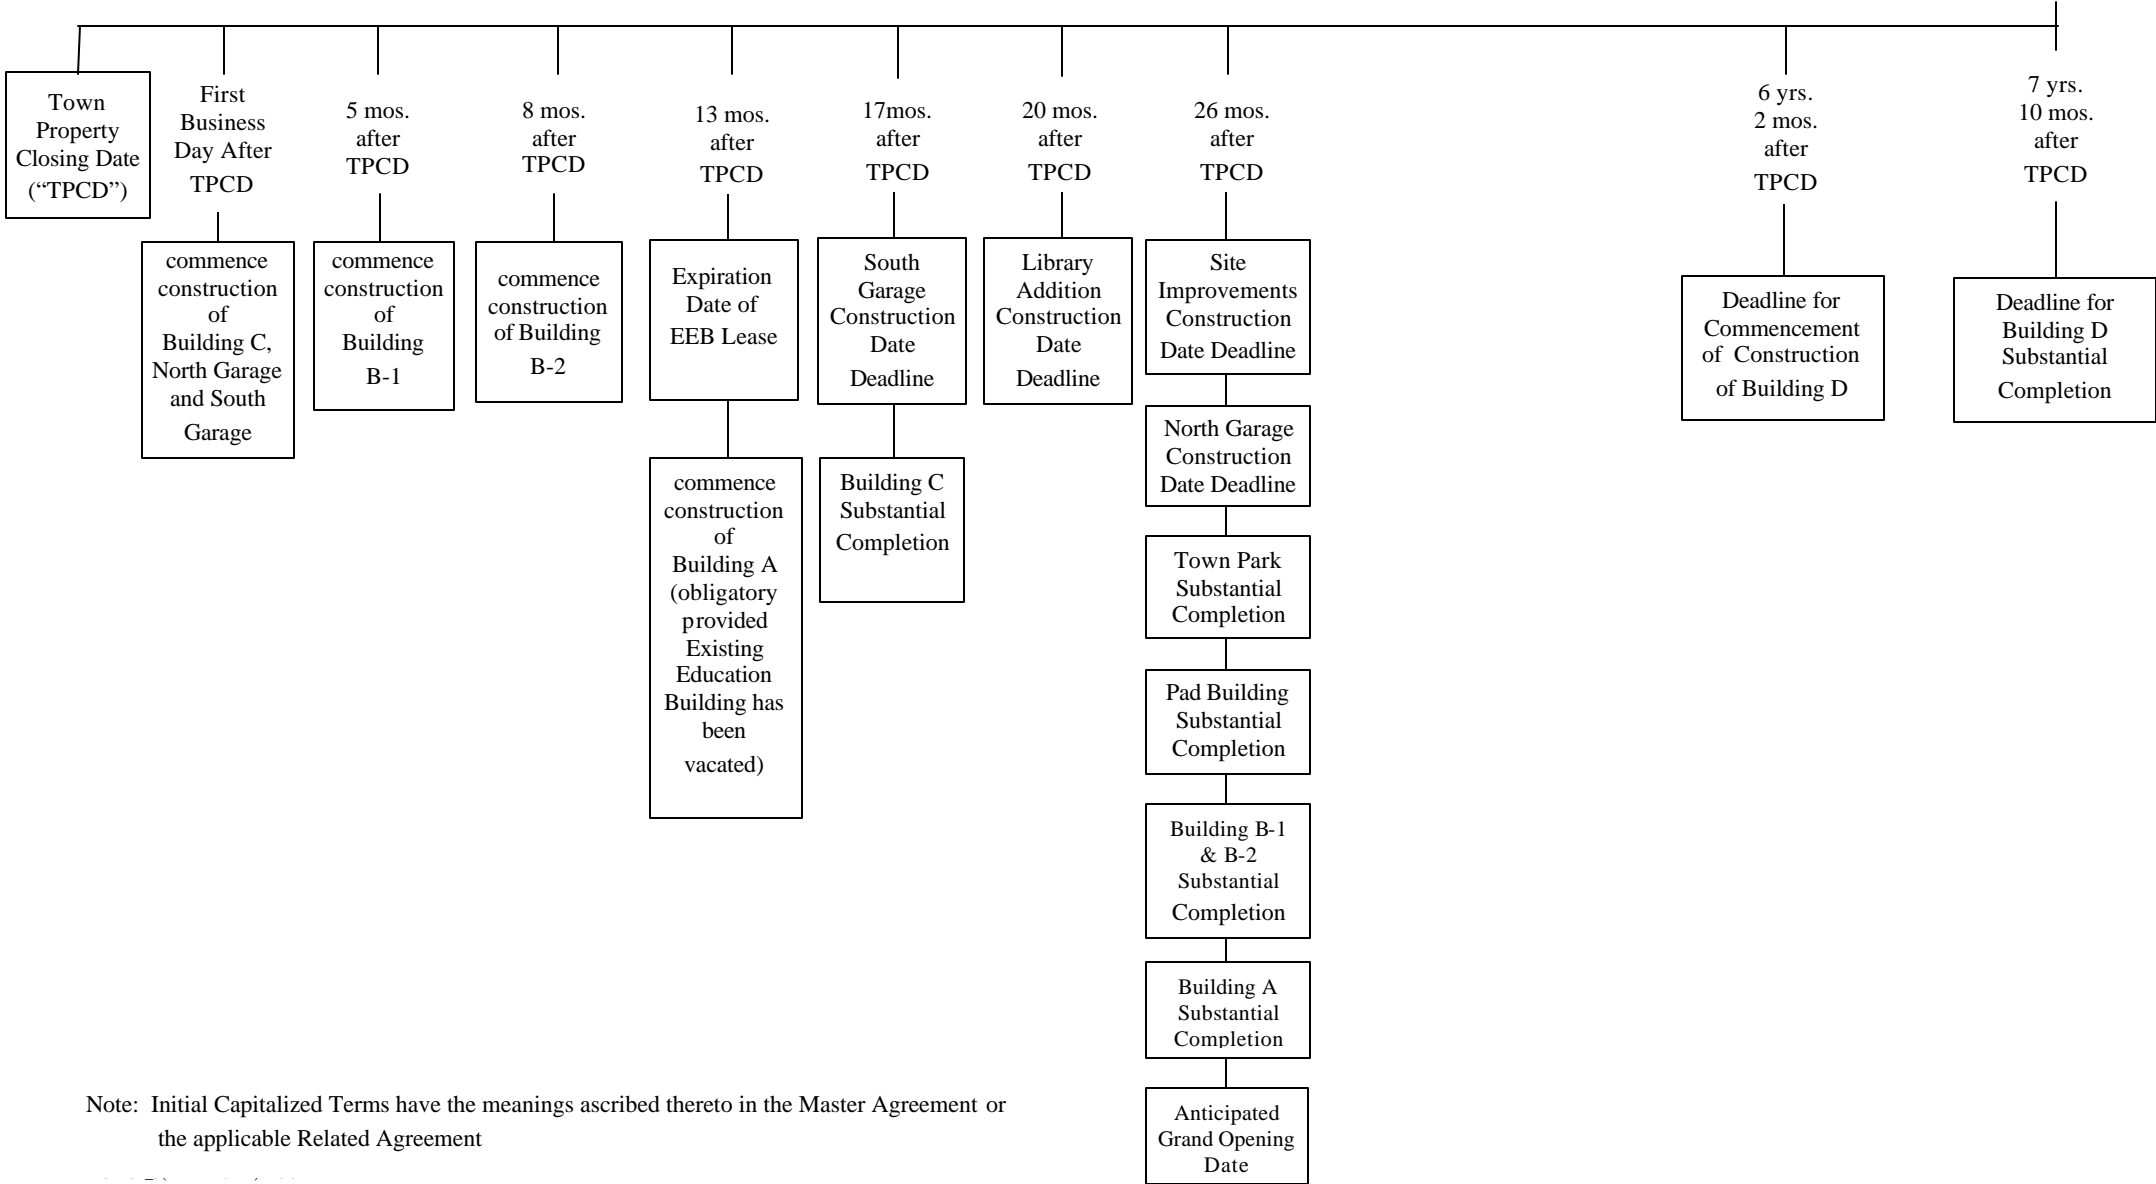 Town
Property
Closing Date
(“TPCD”)
First
Business
Day After
TPCD
commence
construction
of
Building C,
North Garage
and South
Garage
5 mos.
after
TPCD
commence
construction
of
Building
B-1
8 mos.
after
TPCD
commence
construction
of Building
B-2
13 mos.
after
TPCD
Expiration
Date of
EEB Lease
commence
construction
of
Building A
(obligatory
provided
Existing
Education
Building has
been
vacated)
17mos.
after
TPCD
South
Garage
Construction
Date
Deadline
Building C
Substantial
Completion
20 mos.
after
TPCD
Library
Addition
Construction
Date
Deadline
26 mos.
after
TPCD
Site
Improvements
Construction
Date Deadline
North Garage
Construction
Date Deadline
Town Park
Substantial
Completion
Pad Building
Substantial
Completion
Building B-1
& B-2
Substantial
Completion
Building A
Substantial
Completion
Anticipated
Grand Opening
Date
6 yrs.
2 mos.
after
TPCD
Deadline for
Commencement
of Construction
of Building D
7 yrs.
10 mos.
after
TPCD
Deadline for
Building D
Substantial
Completion
Note: Initial Capitalized Terms have the meanings ascribed thereto in the Master Agreement or
the applicable Related Agreement